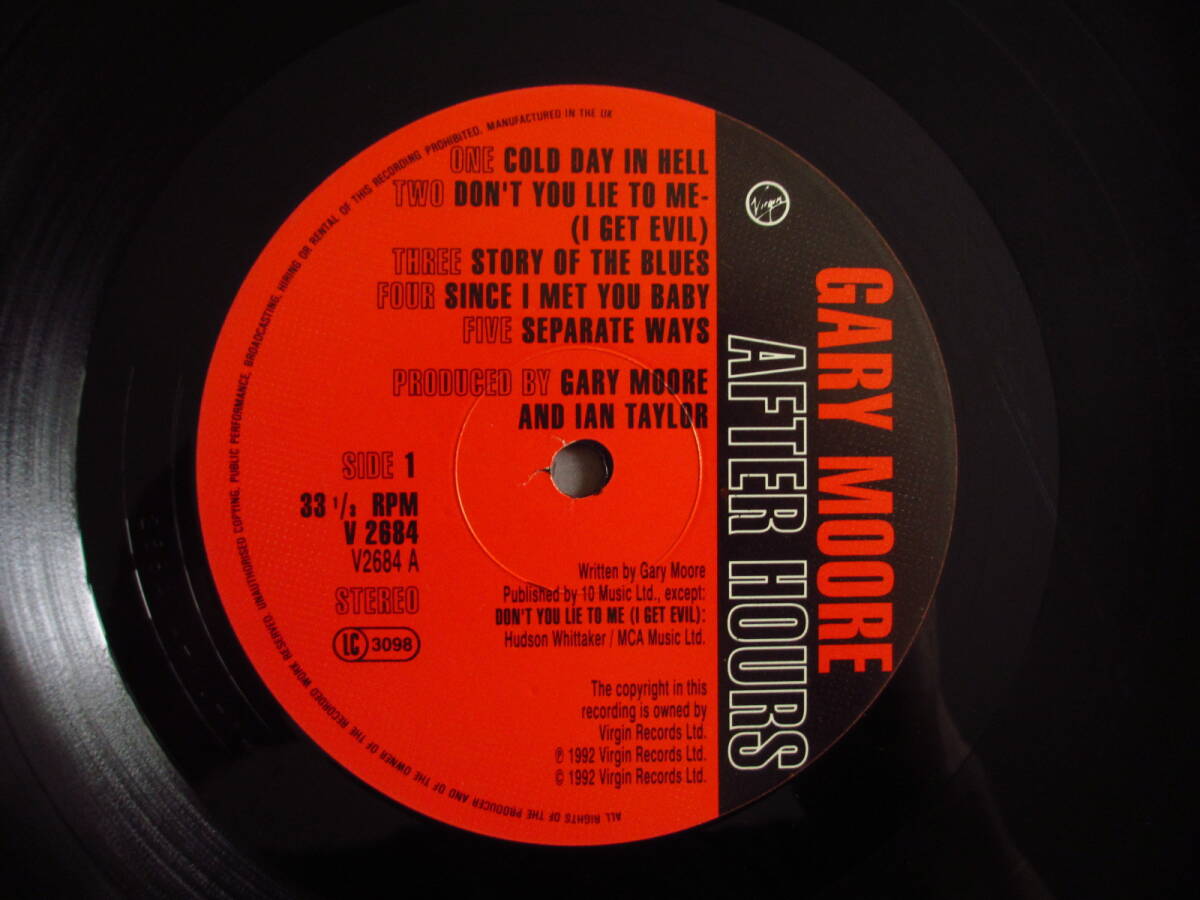 ONE COLD DAY IN HELL
TWO DON'T YOU LIE TO ME-
(I GET EVIL)
THREE STORY OF THE BLUES
FOUR SINCE I MET YOU BABY
FIVE SEPARATE WAYS
PRODUCED BY GARY MOORE
AND IAN TAYLOR
SIDE 1
33 1/3 RPM
V 2684
V2684 A
STEREO
LC 3098
Written by Gary Moore
Published by 10 Music Ltd., except:
DON'T YOU LIE TO ME (I GET EVIL):
Hudson Whittaker / MCA Music Ltd.
The copyright in this
recording is owned by
Virgin Records Ltd.
℗ 1992 Virgin Records Ltd.
© 1992 Virgin Records Ltd.
Virgin
GARY MOORE
AFTER HOURS
ALL RIGHTS OF THE PRODUCER AND OF THE OWNER OF THE RECORDED WORK RESERVED. UNAUTHORISED COPYING, PUBLIC PERFORMANCE, BROADCASTING, HIRING OR RENTAL OF THIS RECORDING PROHIBITED. MANUFACTURED IN THE UK